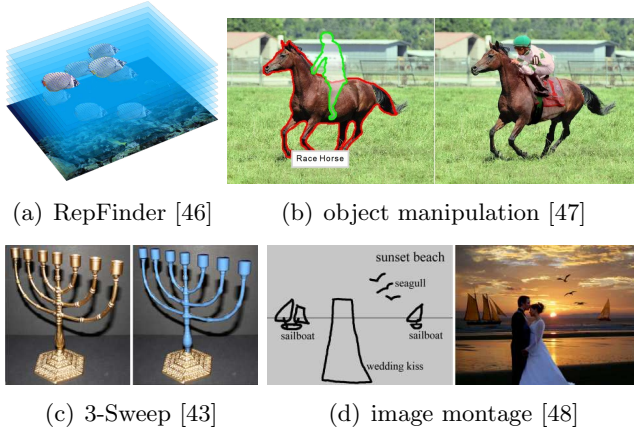 Race Horse
(a) RepFinder [46]
(b) object manipulation [47]
sunset beach
seagull
sailboat
sailboat
wedding kiss
(c) 3-Sweep [43]
(d) image montage [48]